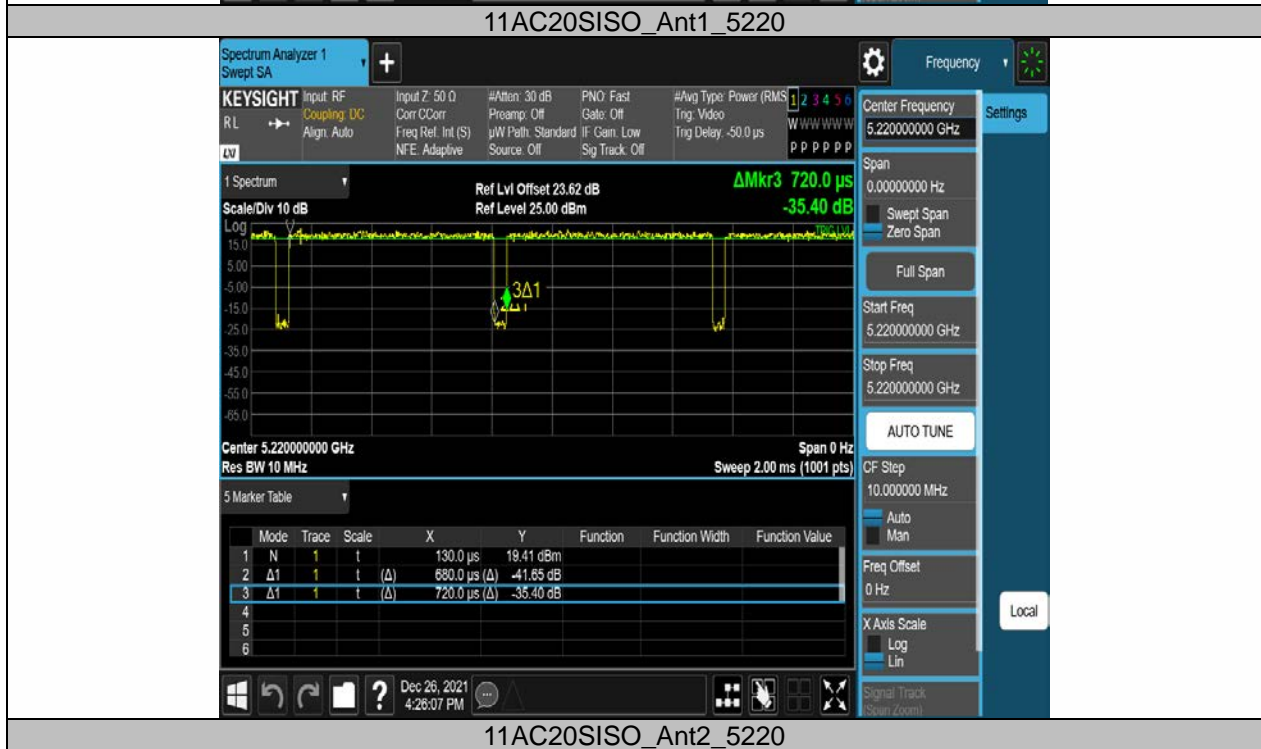 11AC20SISO_Ant1_5220
Spectrum Analyzer 1
Swept SA
Frequency
KEYSIGHT
RL
LXI
Input: RF
Coupling: DC
Align: Auto
Input Z: 50 Ω
Corr CCorr
Freq Ref: Int (S)
NFE: Adaptive
#Atten: 30 dB
Preamp: Off
µW Path: Standard
Source: Off
PNO: Fast
Gate: Off
IF Gain: Low
Sig Track: Off
#Avg Type: Power (RMS
Trig: Video
Trig Delay: -50.0 µs
1 2 3 4 5 6
W W W W W W
P P P P P P
Center Frequency
5.220000000 GHz
Settings
Span
0.00000000 Hz
Swept Span
Zero Span
Full Span
Start Freq
5.220000000 GHz
Stop Freq
5.220000000 GHz
AUTO TUNE
CF Step
10.000000 MHz
Auto
Man
Freq Offset
0 Hz
Local
X Axis Scale
Log
Lin
Signal Track
(Span Zoom)
1 Spectrum
Scale/Div 10 dB
Ref Lvl Offset 23.62 dB
Ref Level 25.00 dBm
ΔMkr3 720.0 µs
-35.40 dB
Log
TRIG LVL
15.0
5.00
-5.00
-15.0
-25.0
-35.0
-45.0
-55.0
-65.0
3Δ1
2Δ1
Center 5.220000000 GHz
Span 0 Hz
Res BW 10 MHz
Sweep 2.00 ms (1001 pts)
5 Marker Table
Mode Trace Scale X Y Function Function Width Function Value
1 N 1 t 130.0 µs 19.41 dBm
2 Δ1 1 t (Δ) 680.0 µs (Δ) -41.65 dB
3 Δ1 1 t (Δ) 720.0 µs (Δ) -35.40 dB
4
5
6
?
Dec 26, 2021
4:26:07 PM
11AC20SISO_Ant2_5220